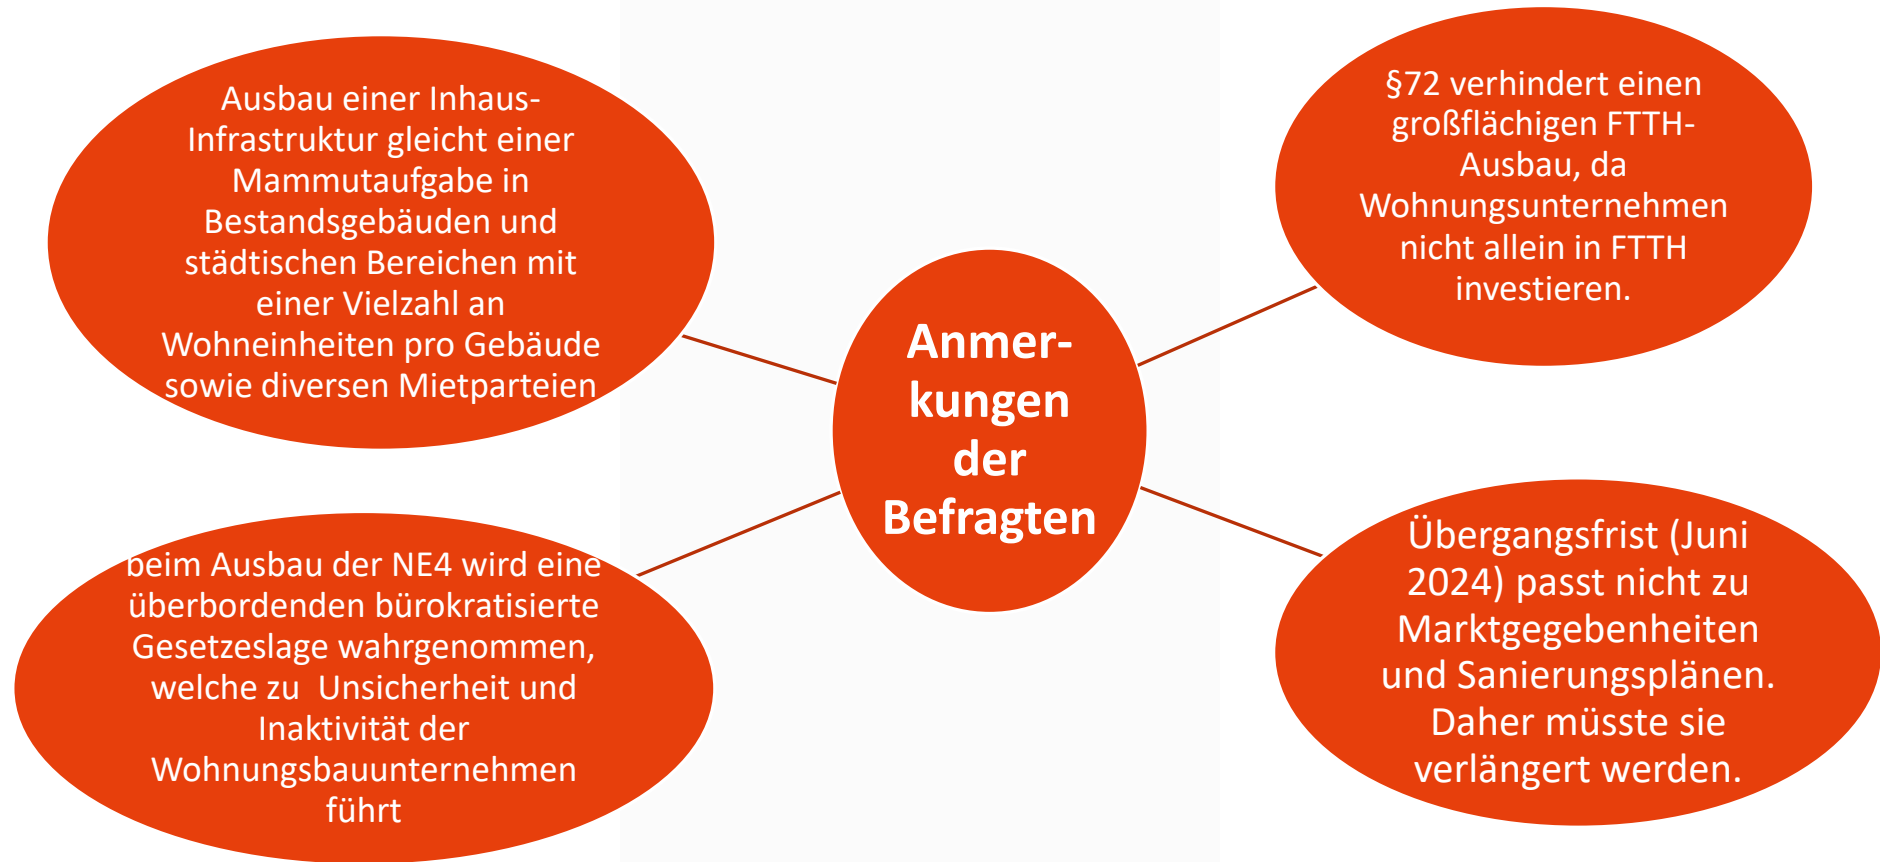 Ausbau einer Inhaus-
Infrastruktur gleicht einer
Mammutaufgabe in
Bestandsgebäuden und
städtischen Bereichen mit
einer Vielzahl an
Wohneinheiten pro Gebäude
sowie diversen Mietparteien
§72 verhindert einen
großflächigen FTTH-
Ausbau, da
Wohnungsunternehmen
nicht allein in FTTH
investieren.
Anmer-
kungen
der
Befragten
beim Ausbau der NE4 wird eine
überbordenden bürokratisierte
Gesetzeslage wahrgenommen,
welche zu  Unsicherheit und
Inaktivität der
Wohnungsbauunternehmen
führt
Übergangsfrist (Juni
2024) passt nicht zu
Marktgegebenheiten
und Sanierungsplänen.
Daher müsste sie
verlängert werden.